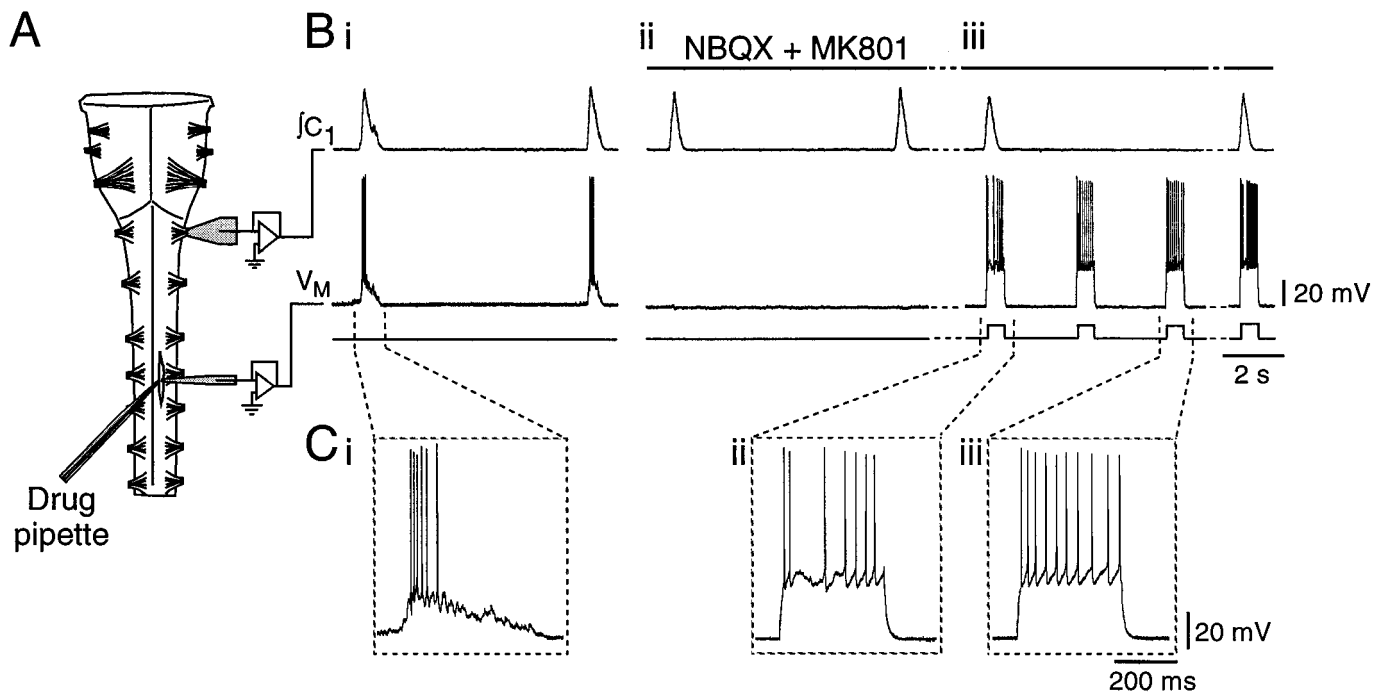 A
B i
ii
iii
NBQX + MK801
∫C1
VM
20 mV
2 s
Drug
pipette
C i
ii
iii
20 mV
200 ms